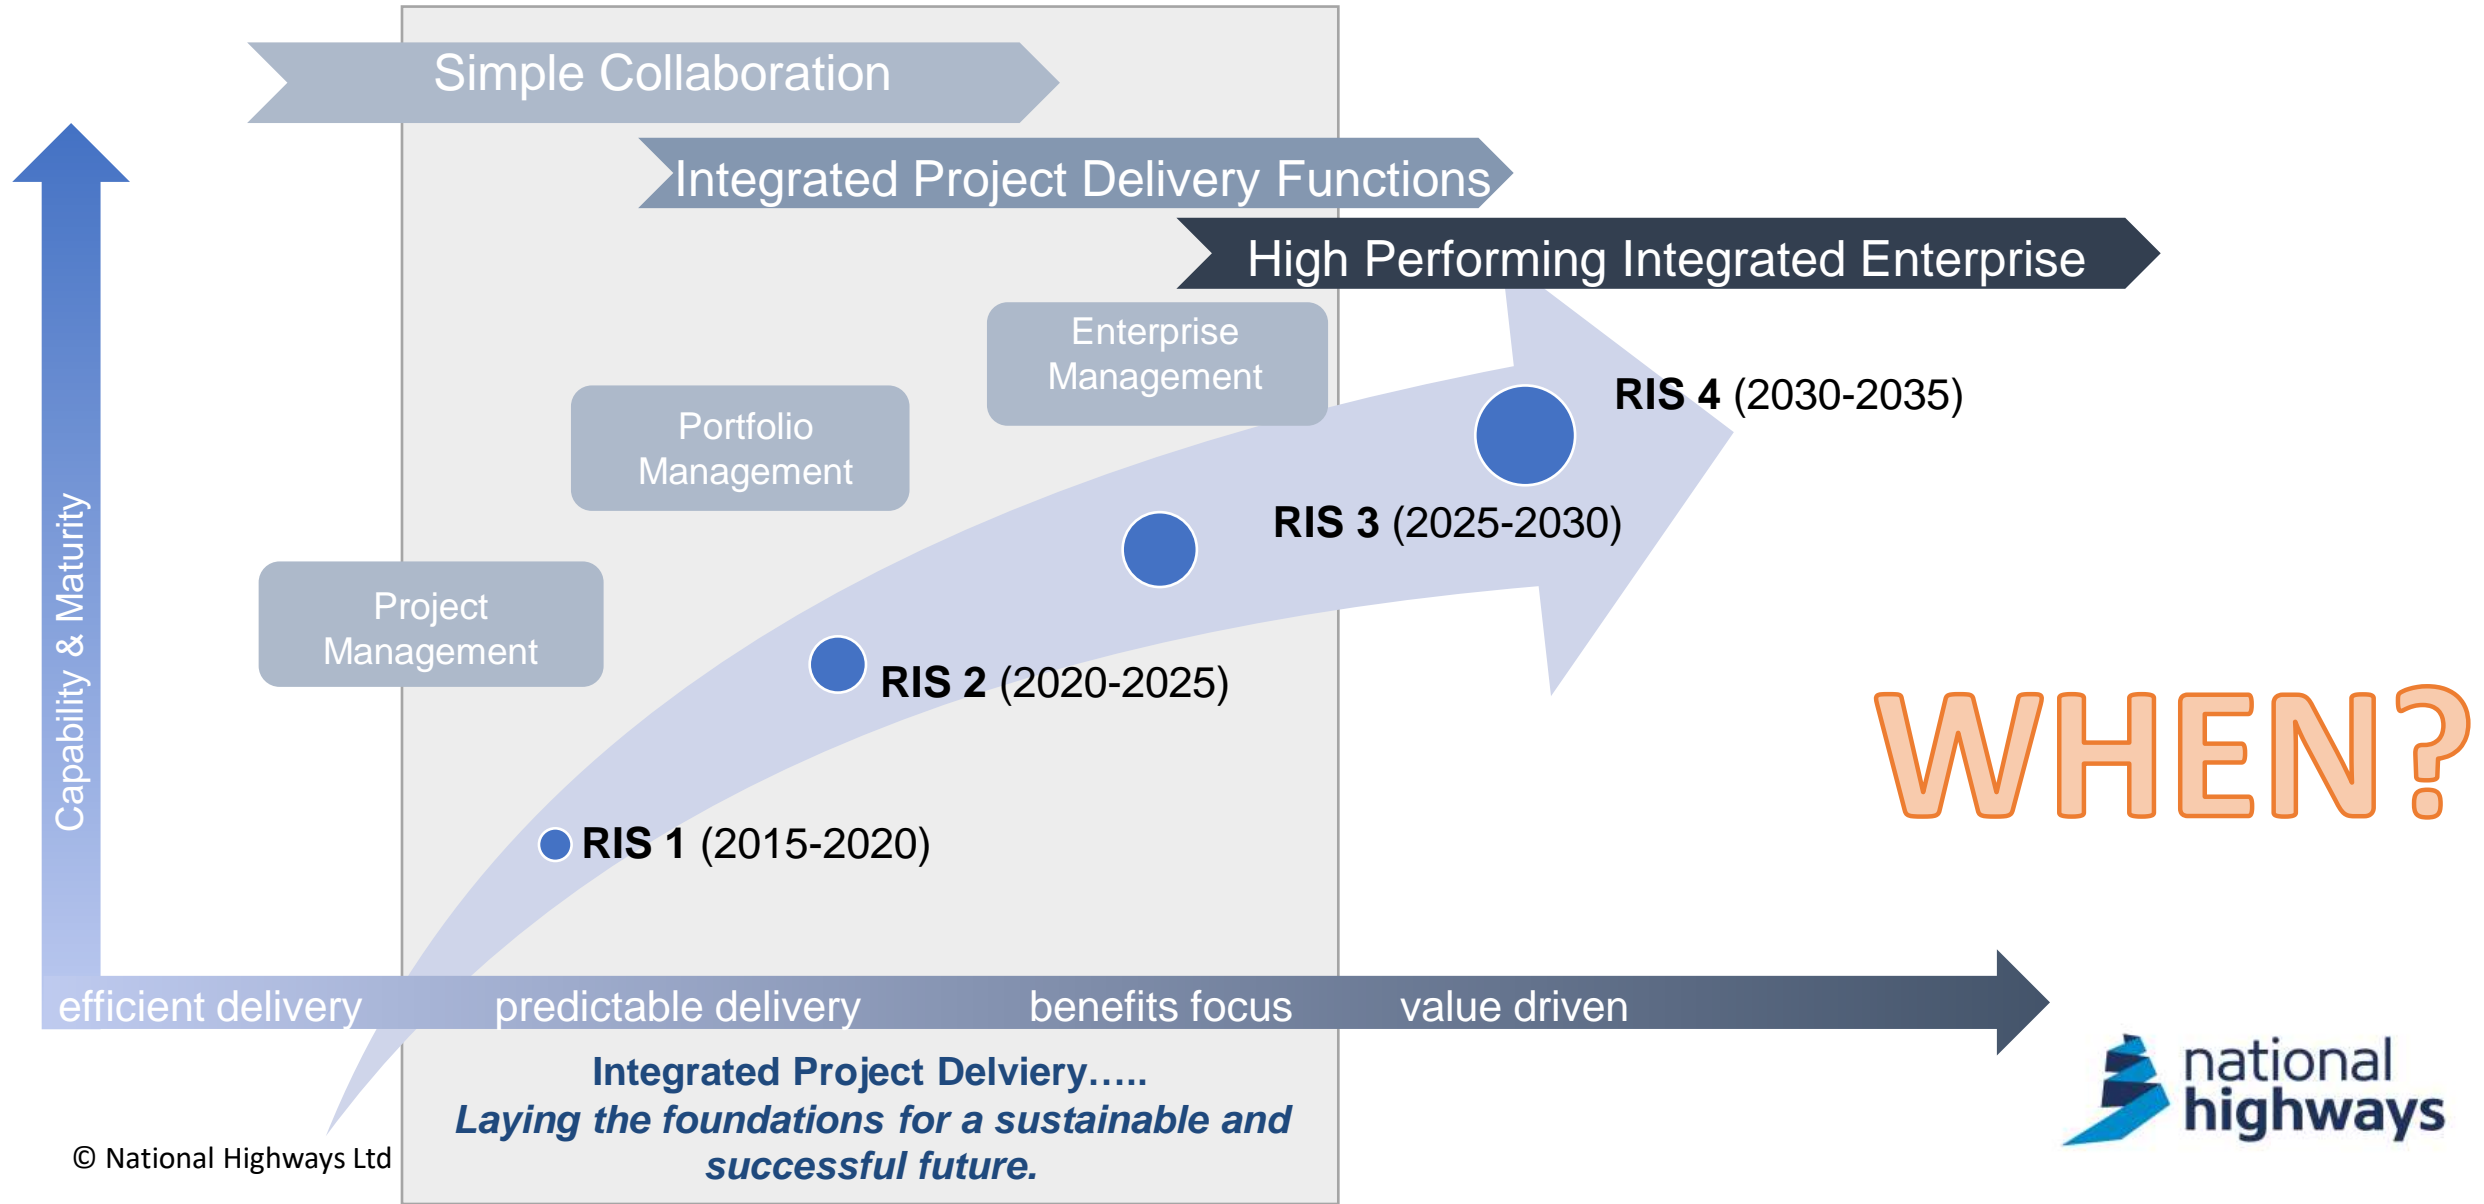 Simple Collaboration
Integrated Project Delivery Functions
High Performing Integrated Enterprise
Enterprise
Management
Portfolio
Management
Project
Management
Capability & Maturity
RIS 4 (2030-2035)
RIS 3 (2025-2030)
RIS 2 (2020-2025)
RIS 1 (2015-2020)
WHEN?
efficient delivery
predictable delivery
benefits focus
value driven
Integrated Project Delviery.....
Laying the foundations for a sustainable and
successful future.
© National Highways Ltd
national
highways